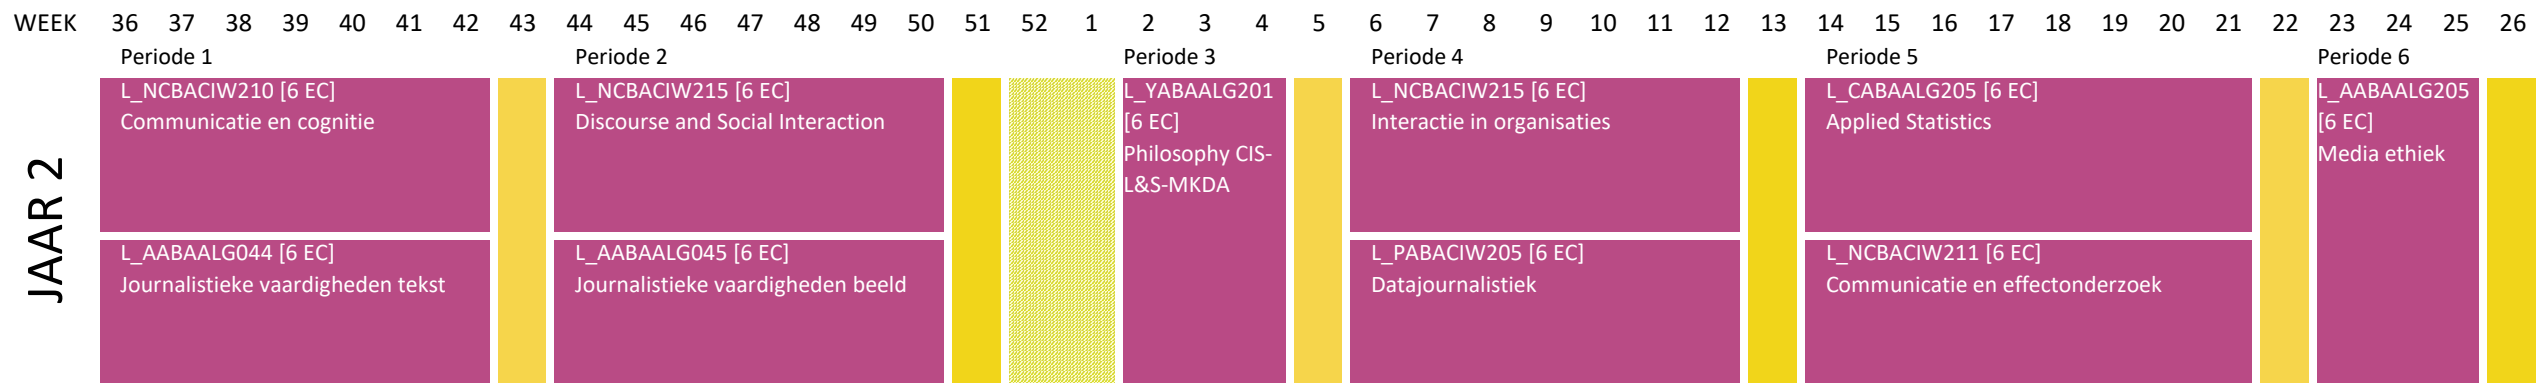 WEEK 36 37 38 39 40 41 42 43 44 45 46 47 48 49 50 51 52 1 2 3 4 5 6 7 8 9 10 11 12 13 14 15 16 17 18 19 20 21 22 23 24 25 26
Periode 1 Periode 2 Periode 3 Periode 4 Periode 5 Periode 6
JAAR 2
L_NCBACIW210 [6 EC]
Communicatie en cognitie
L_AABAALG044 [6 EC]
Journalistieke vaardigheden tekst
L_NCBACIW215 [6 EC]
Discourse and Social Interaction
L_AABAALG045 [6 EC]
Journalistieke vaardigheden beeld
L_YABAALG201
[6 EC]
Philosophy CIS-
L&S-MKDA
L_NCBACIW215 [6 EC]
Interactie in organisaties
L_PABACIW205 [6 EC]
Datajournalistiek
L_CABAALG205 [6 EC]
Applied Statistics
L_NCBACIW211 [6 EC]
Communicatie en effectonderzoek
L_AABAALG205
[6 EC]
Media ethiek